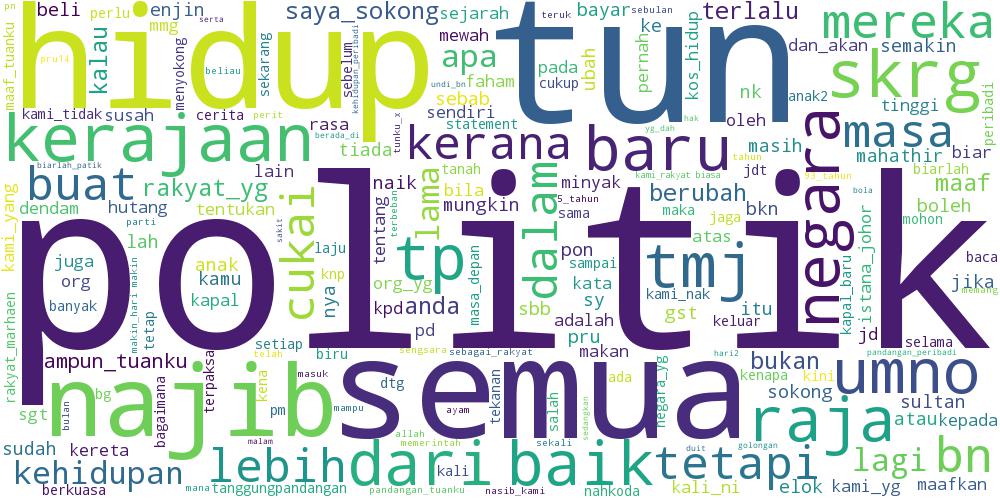 pn
beli
perlu
enjin
bayar
terlalu
mereka
saya_sokong
sejarah
serta
teruk
sebulan
mmg
mewah
ke
dan_akan
semakin
hidup
tun
kalau
pru14
beliau
sekarang
sebelum
kehidupan_peribadi
apa
pada
faham
cukup
undi_bn
ubah
pernah
kos_hidup
nk
anak2
skrg
tinggi
peribadi
maaf_tuanku
menyokong
kami_tidak
susah
cerita
perit
rasa
berada_di
tunku_x
sebab
sendiri
statement
yg_dah
hak
oleh
masa
mahathir
biar
kerajaan
tiada
kerana
baru
masih
negara
biarlah_patik
lain
naik
tanah
kami_rakyat
biasa
tahun
jdt
93_tahun
biarlah
buat
rakyat_yg
lama
bila
minyak
berubah
maaf
dendam
hutang
tentukan
cukai
mungkin
dalam
5_tahun
sama
maka
jaga
bkn
boleh
bola
kami_yang
parti
lah
sakit
tentang
terbeban
pon
atas
mohon
politik
juga
anak
kamu
laju
tp
masa_depan
sampai
tmj
itu
kapal_baru
istana_johor
jika
baca
memang
org
kapal
nya
knp
org_yg
kata
sy
kami_nak
banyak
makin_hari
makin
tetap
kpd
anda
sbb
adalah
gst
keluar
jd
selama
rakyat_marhaen
setiap
pd
pru
ampun_tuanku
biru
sengsara
sebagai_rakyat
makan
hari2
bukan
pandangan_peribadi
terpaksa
telah
masuk
semua
ada
negara_yg
kenapa
kini
umno
najib
bg
kena
dtg
tekanan
salah
sokong
sultan
sgt
bulan
bagaimana
pm
mampu
ayam
sedangkan
raja
atau
kepada
sudah
kereta
malam
allah
memerintah
sekali
duit
golongan
kehidupan
lebih
dari
baik
tetapi
lagi
bn
berkuasa
mana
tanggungpandangan
pandangan_tuanku
kali
nasib_kami
nahkoda
kali_ni
elok
kami_yg
maafkan